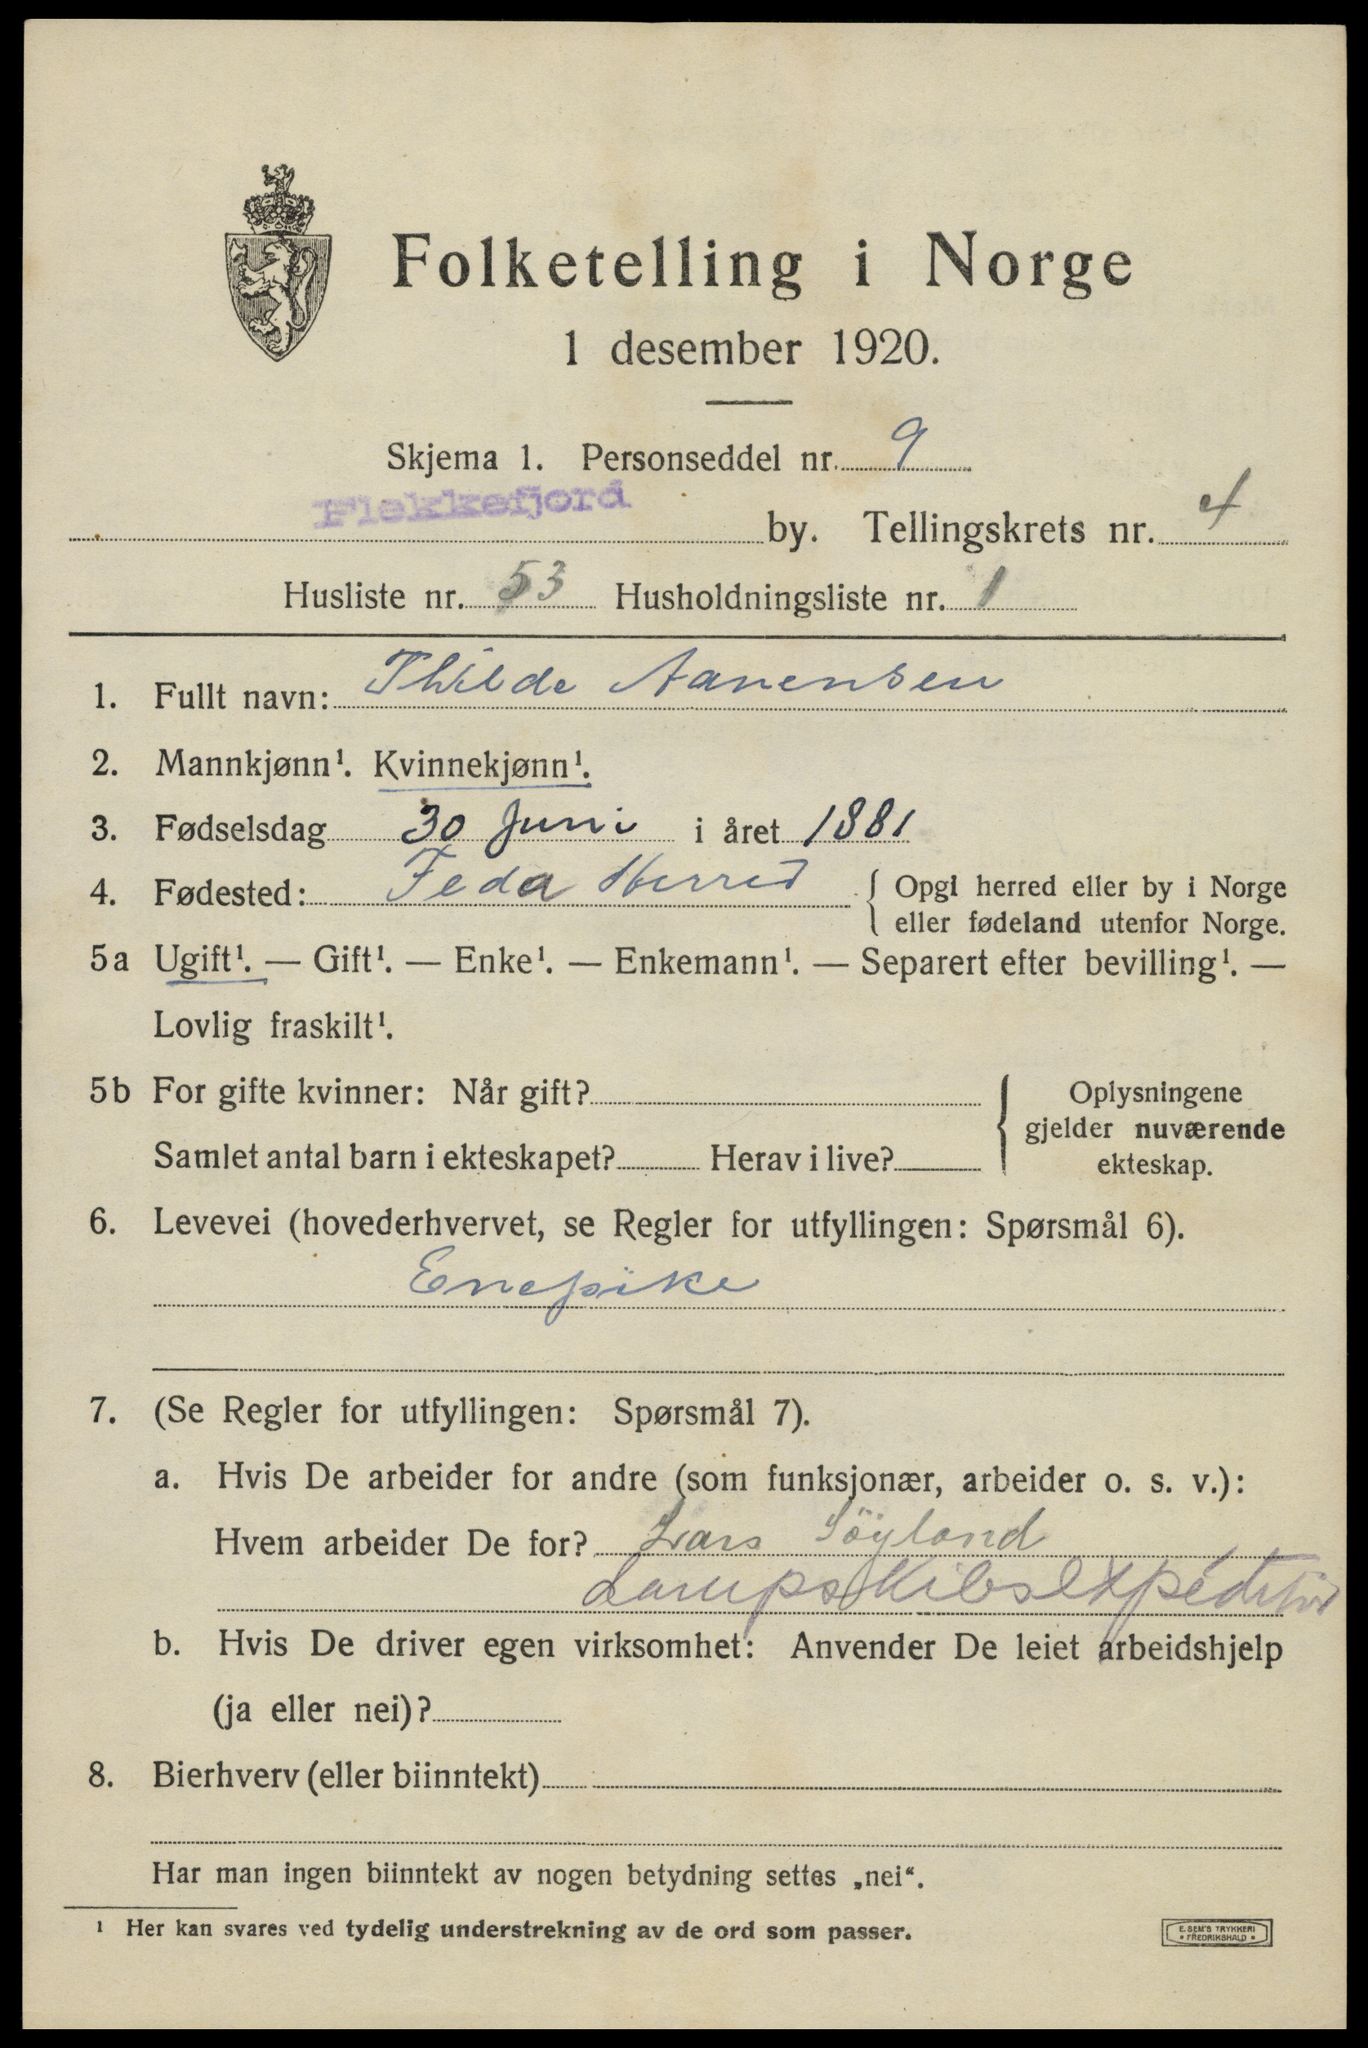 Folketelling i Norge
1 desember 1920.
Skjema 1. Personseddel nr. 9
Flekkefjord by. Tellingskrets nr. 4
Husliste nr. 53 Husholdningsliste nr. 1
1. Fullt navn: Thilde Aanensen
2. Mannkjønn¹. Kvinnekjønn¹.
3. Fødselsdag 30 Juni i året 1881
4. Fødested: Feda Herred { Opgi herred eller by i Norge
eller fødeland utenfor Norge.
5a Ugift¹. — Gift¹. — Enke¹. — Enkemann¹. — Separert efter bevilling¹. —
Lovlig fraskilt¹.
5b For gifte kvinner: Når gift? { Oplysningene
gjelder nuværende
Samlet antal barn i ekteskapet? Herav i live? ekteskap.
6. Levevei (hovederhvervet, se Regler for utfyllingen: Spørsmål 6).
Enepike
7. (Se Regler for utfyllingen: Spørsmål 7).
a. Hvis De arbeider for andre (som funksjonær, arbeider o. s. v.):
Hvem arbeider De for? Lars Söyland
Dampskibsexpeditør
b. Hvis De driver egen virksomhet: Anvender De leiet arbeidshjelp
(ja eller nei)?
8. Bierhverv (eller biinntekt)
Har man ingen biinntekt av nogen betydning settes „nei“.
¹ Her kan svares ved tydelig understrekning av de ord som passer.
E. SEM'S TRYKKERI
• FREDRIKSHALD •